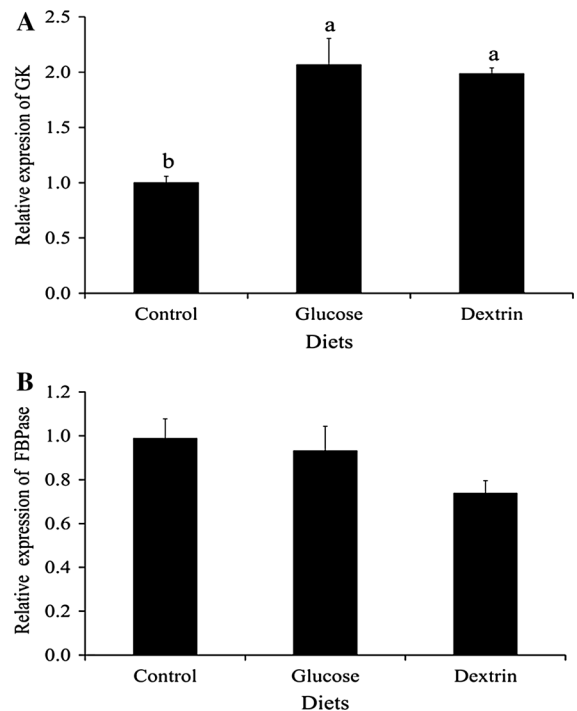 A
Relative expresion of GK
2.5
2.0
1.5
1.0
0.5
0.0
b
a
a
Control Glucose Dextrin
Diets
B
Relative expression of FBPase
1.2
1.0
0.8
0.6
0.4
0.2
0.0
Control Glucose Dextrin
Diets